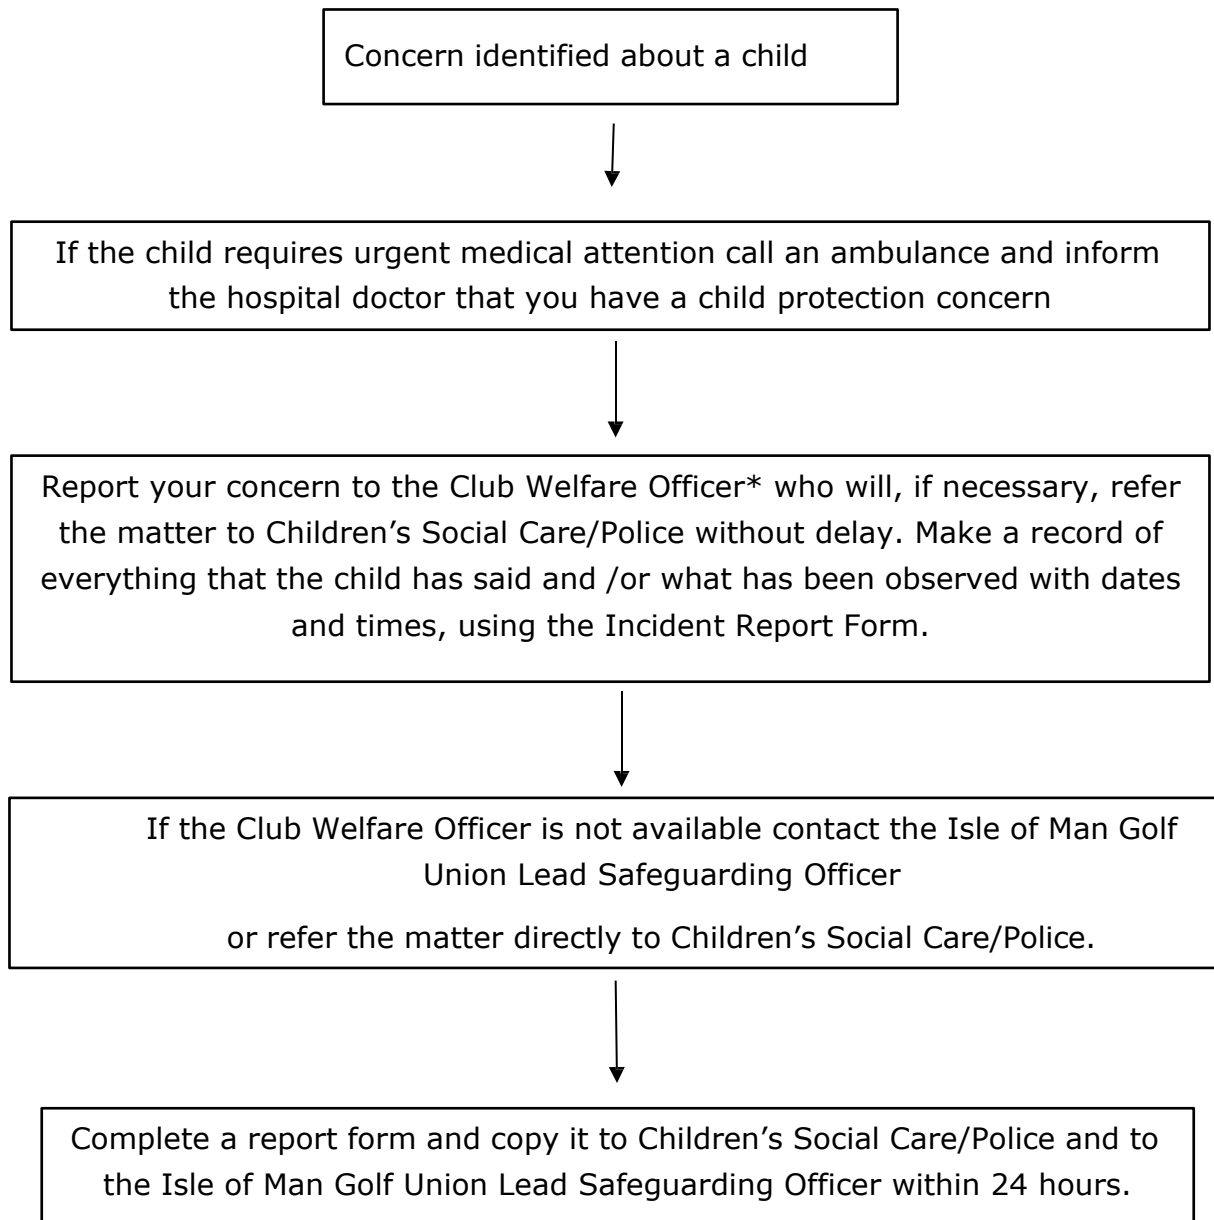 Concern identified about a child
If the child requires urgent medical attention call an ambulance and inform
the hospital doctor that you have a child protection concern
Report your concern to the Club Welfare Officer* who will, if necessary, refer
the matter to Children’s Social Care/Police without delay. Make a record of
everything that the child has said and /or what has been observed with dates
and times, using the Incident Report Form.
If the Club Welfare Officer is not available contact the Isle of Man Golf
Union Lead Safeguarding Officer
or refer the matter directly to Children’s Social Care/Police.
Complete a report form and copy it to Children’s Social Care/Police and to
the Isle of Man Golf Union Lead Safeguarding Officer within 24 hours.